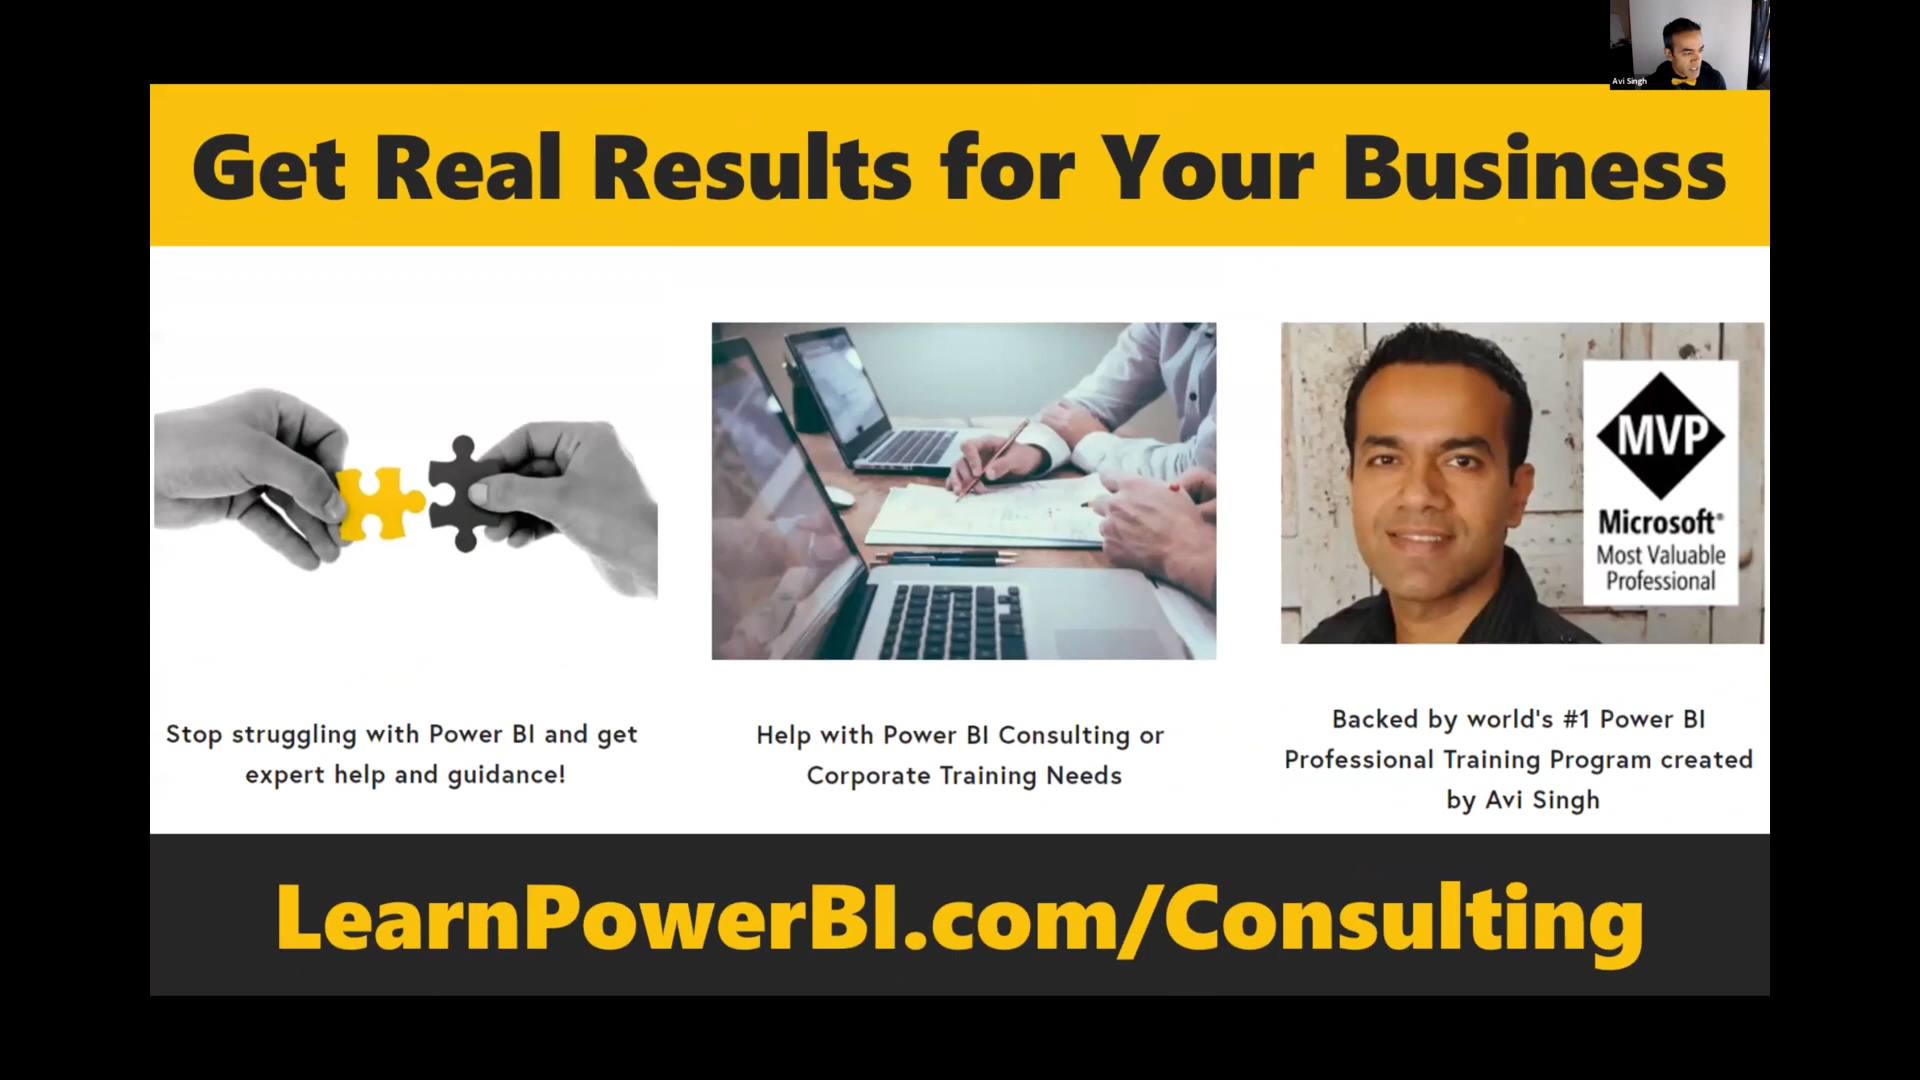 Avi Singh
Get Real Results for Your Business
MVP
Microsoft®
Most Valuable
Professional
Stop struggling with Power BI and get
expert help and guidance!
Help with Power BI Consulting or
Corporate Training Needs
Backed by world's #1 Power BI
Professional Training Program created
by Avi Singh
LearnPowerBI.com/Consulting